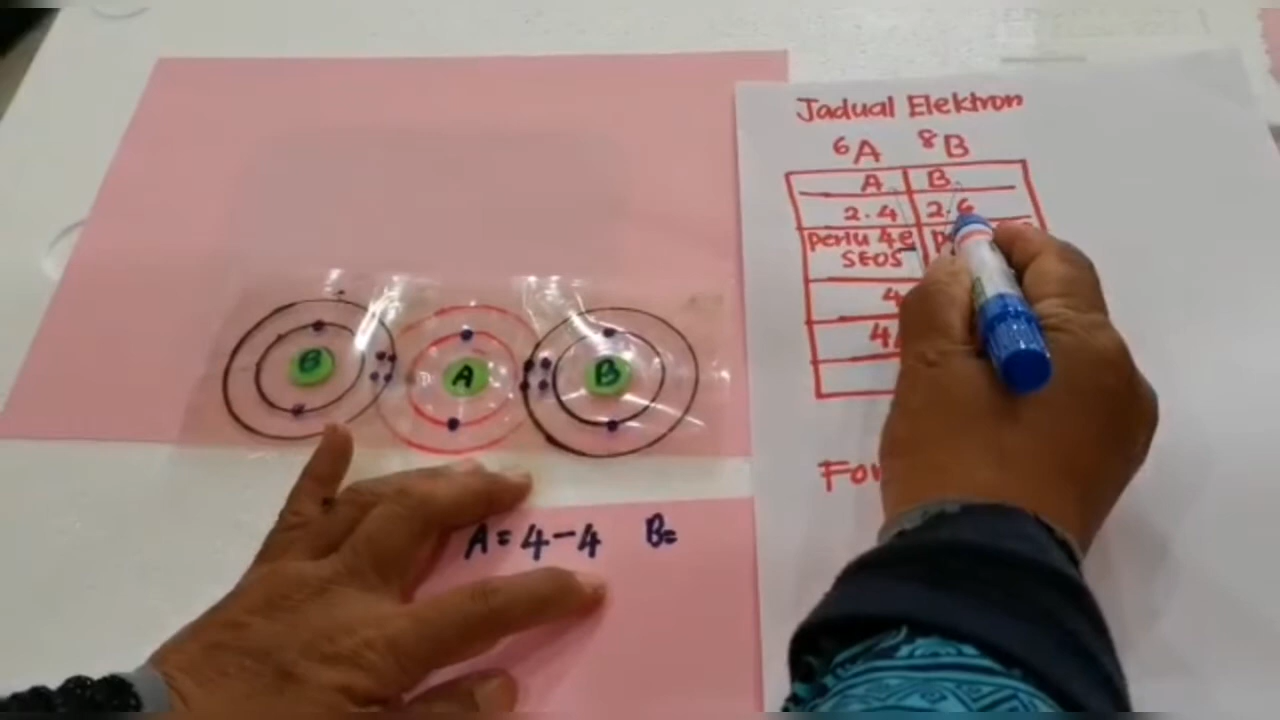 Jadual Elektron
6A 8B
A B
2.4 2.6
Perlu 4e
SEOS
4
4
B A B
A = 4 - 4 B =